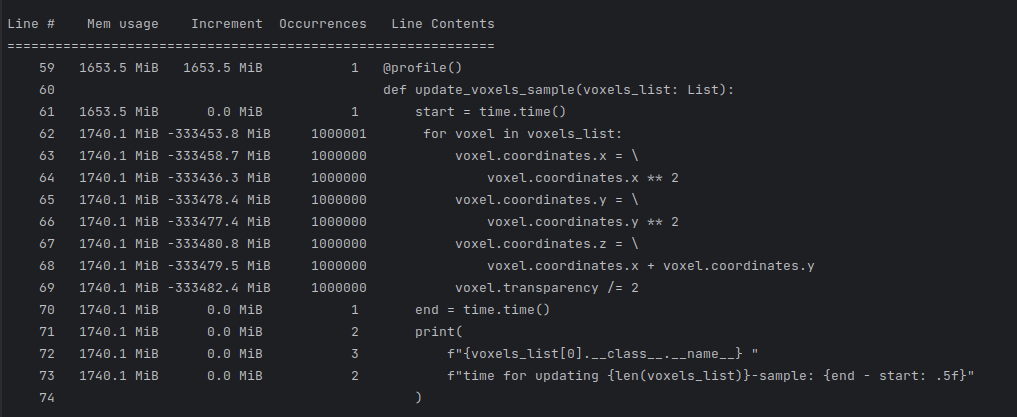 Line #    Mem usage    Increment  Occurrences   Line Contents
=============================================================
    59   1653.5 MiB   1653.5 MiB           1   @profile()
    60                                         def update_voxels_sample(voxels_list: List):
    61   1653.5 MiB      0.0 MiB           1       start = time.time()
    62   1740.1 MiB -333453.8 MiB     1000001       for voxel in voxels_list:
    63   1740.1 MiB -333458.7 MiB     1000000           voxel.coordinates.x = \
    64   1740.1 MiB -333436.3 MiB     1000000               voxel.coordinates.x ** 2
    65   1740.1 MiB -333478.4 MiB     1000000           voxel.coordinates.y = \
    66   1740.1 MiB -333477.4 MiB     1000000               voxel.coordinates.y ** 2
    67   1740.1 MiB -333480.8 MiB     1000000           voxel.coordinates.z = \
    68   1740.1 MiB -333479.5 MiB     1000000               voxel.coordinates.x + voxel.coordinates.y
    69   1740.1 MiB -333482.4 MiB     1000000           voxel.transparency /= 2
    70   1740.1 MiB      0.0 MiB           1       end = time.time()
    71   1740.1 MiB      0.0 MiB           2       print(
    72   1740.1 MiB      0.0 MiB           3           f"{voxels_list[0].__class__.__name__} "
    73   1740.1 MiB      0.0 MiB           2           f"time for updating {len(voxels_list)}-sample: {end - start: .5f}"
    74                                             )